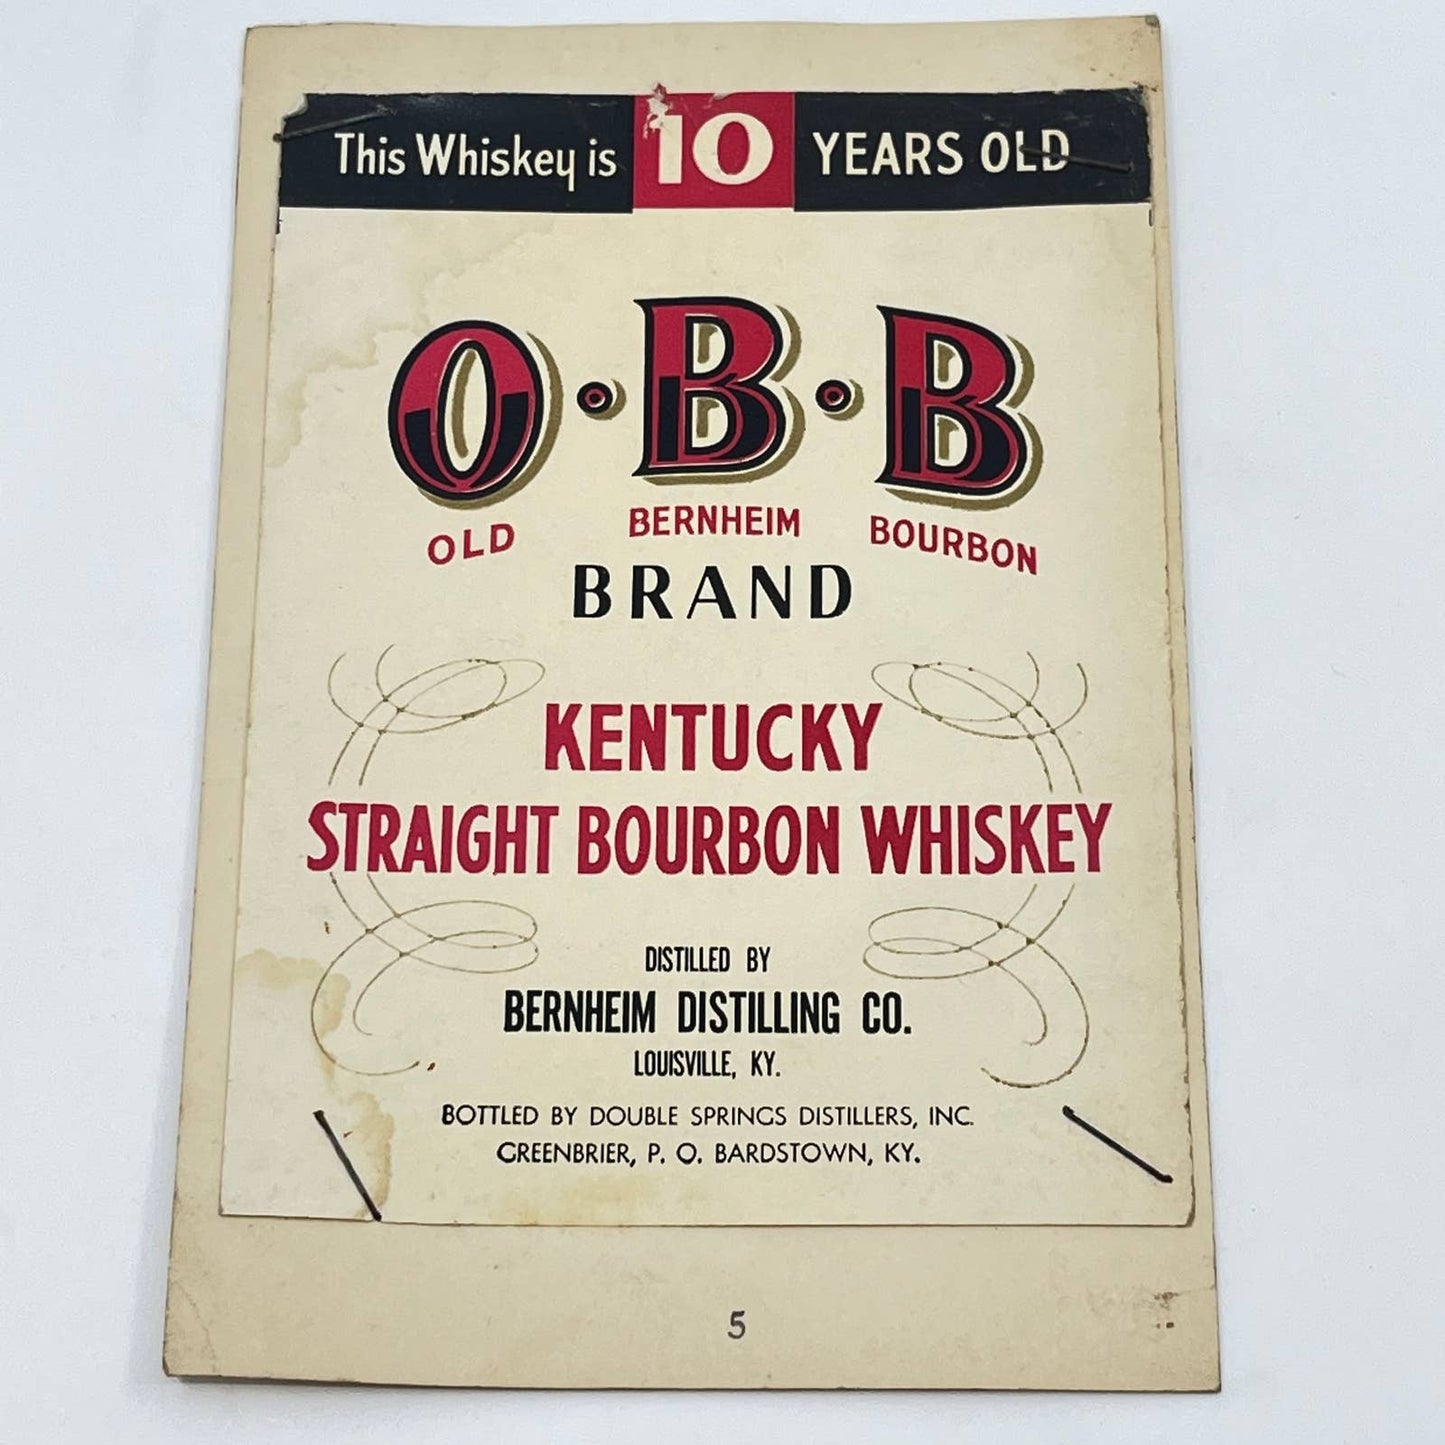 This Whiskey is 10 YEARS OLD
O·B·B
OLD BERNHEIM BOURBON
BRAND
KENTUCKY
STRAIGHT BOURBON WHISKEY
DISTILLED BY
BERNHEIM DISTILLING CO.
LOUISVILLE, KY.
BOTTLED BY DOUBLE SPRINGS DISTILLERS, INC.
GREENBRIER, P. O. BARDSTOWN, KY.
5